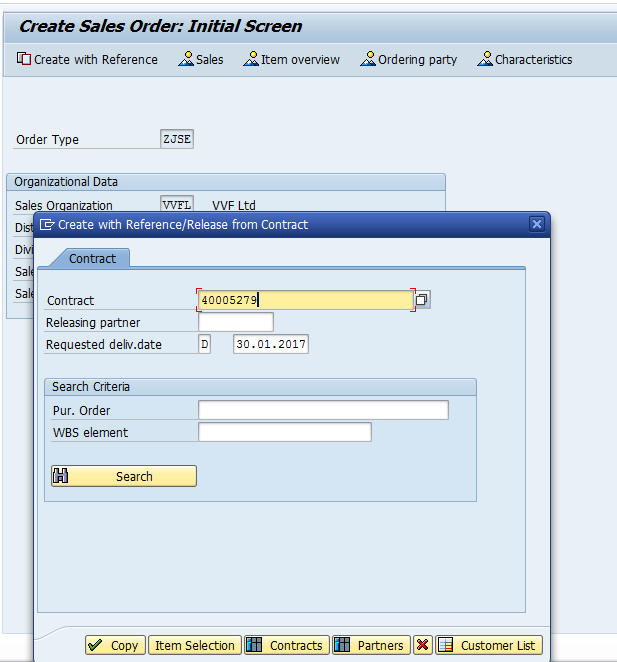 Create Sales Order: Initial Screen
Create with Reference Sales Item overview Ordering party Characteristics
Order Type ZJSE
Organizational Data
Sales Organization VVFL VVF Ltd
Dist
Divi
Sale
Sale
Create with Reference/Release from Contract
Contract
Contract 40005279
Releasing partner
Requested deliv.date D 30.01.2017
Search Criteria
Pur. Order
WBS element
Search
Copy Item Selection Contracts Partners Customer List